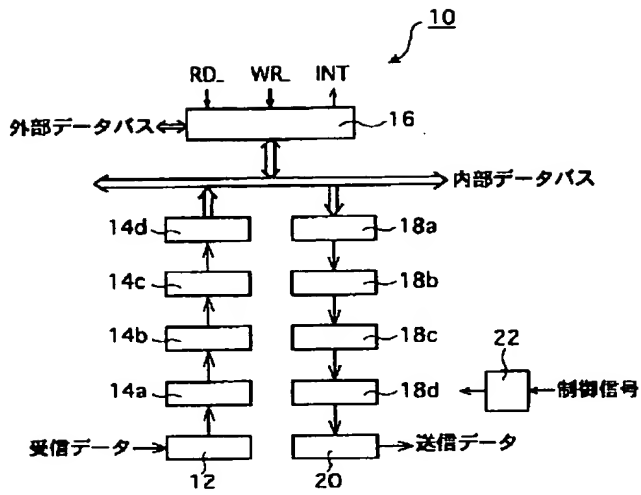 10
RD_ WR_ INT
外部データバス 16
内部データバス
14d 18a
14c 18b
14b 18c
22
14a 18d 制御信号
受信データ 送信データ
12 20